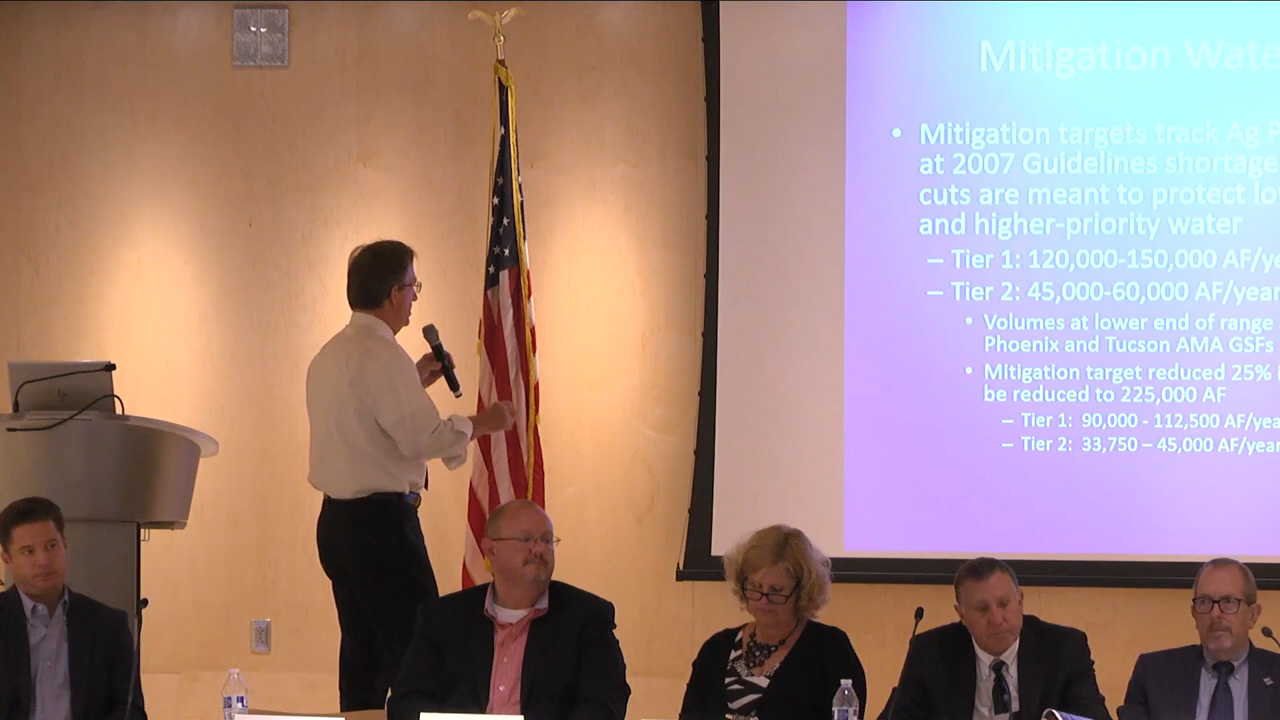 Mitigation Wate
• Mitigation targets track Ag
at 2007 Guidelines shortage
cuts are meant to protect lo
and higher-priority water
– Tier 1: 120,000-150,000 AF/ye
– Tier 2: 45,000-60,000 AF/year
• Volumes at lower end of range
Phoenix and Tucson AMA GSFs
• Mitigation target reduced 25% i
be reduced to 225,000 AF
– Tier 1: 90,000 - 112,500 AF/yea
– Tier 2: 33,750 – 45,000 AF/year